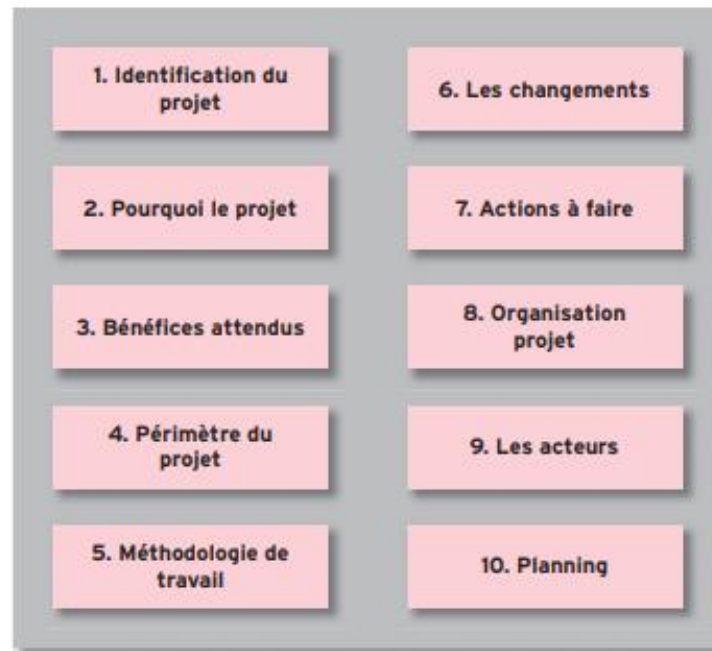 1. Identification du
projet
2. Pourquoi le projet
3. Bénéfices attendus
4. Périmètre du
projet
5. Méthodologie de
travail
6. Les changements
7. Actions à faire
8. Organisation
projet
9. Les acteurs
10. Planning